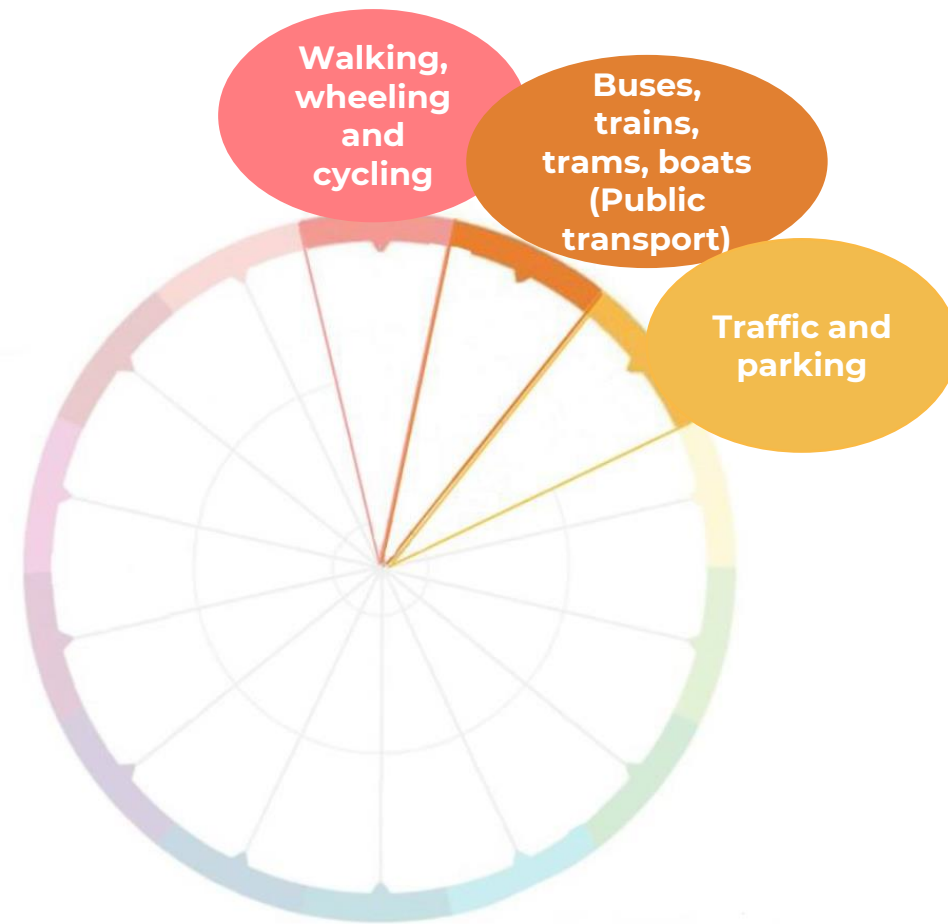 Walking,
wheeling
and
cycling
Buses,
trains,
trams, boats
(Public
transport)
Traffic and
parking